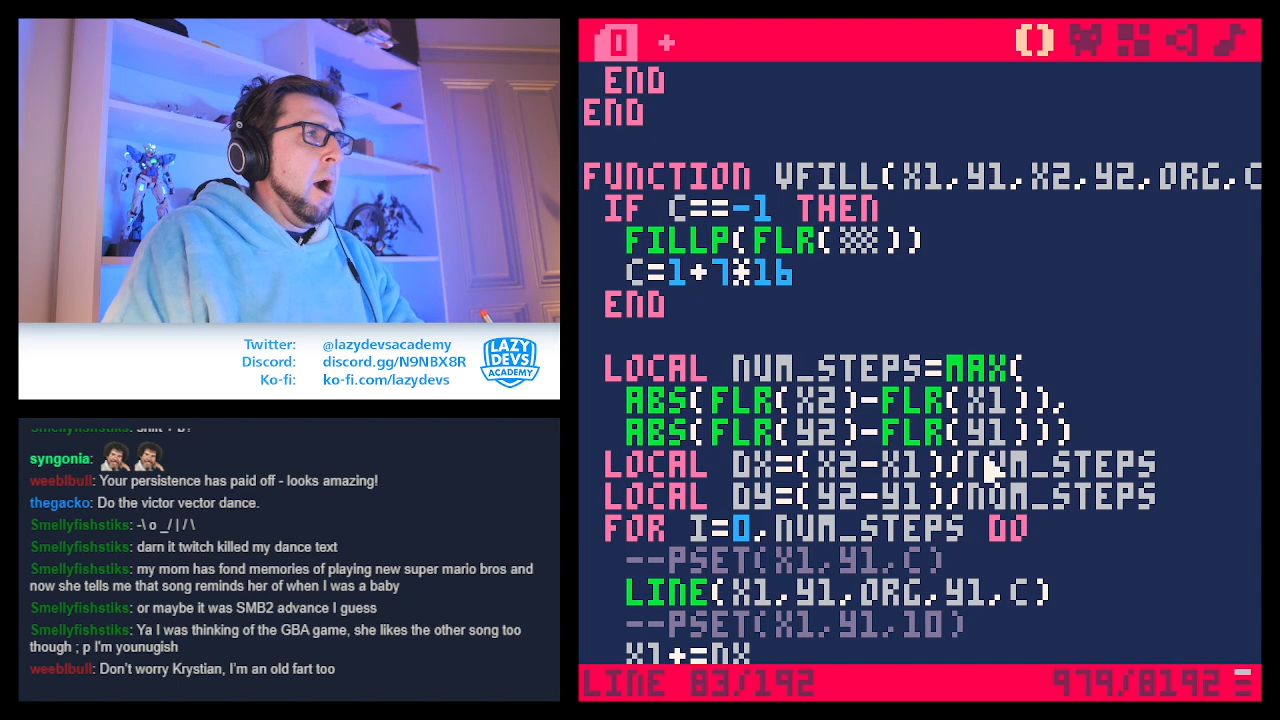 Twitter: @lazydevsacademy
Discord: discord.gg/N9NBX8R
Ko-fi: ko-fi.com/lazydevs
LAZY
DEVS
ACADEMY
syngonia:
weeblbull: Your persistence has paid off - looks amazing!
thegacko: Do the victor vector dance.
Smellyfishstiks: -\ o _/ | / \
Smellyfishstiks: darn it twitch killed my dance text
Smellyfishstiks: my mom has fond memories of playing new super mario bros and
now she tells me that song reminds her of when I was a baby
Smellyfishstiks: or maybe it was SMB2 advance I guess
Smellyfishstiks: Ya I was thinking of the GBA game, she likes the other song too
though ; p I'm younugish
weeblbull: Don't worry Krystian, I'm an old fart too
0 +
END
END
FUNCTION VFILL(X1,Y1,X2,Y2,ORG,C
IF C==-1 THEN
FILLP(FLR(▒▒))
C=1+7*16
END
LOCAL NUM_STEPS=MAX(
ABS(FLR(X2)-FLR(X1)),
ABS(FLR(Y2)-FLR(Y1)))
LOCAL DX=(X2-X1)/NUM_STEPS
LOCAL DY=(Y2-Y1)/NUM_STEPS
FOR I=0,NUM_STEPS DO
--PSET(X1,Y1,C)
LINE(X1,Y1,ORG,Y1,C)
--PSET(X1,Y1,10)
X1+=DX
LINE 83/192 979/8192